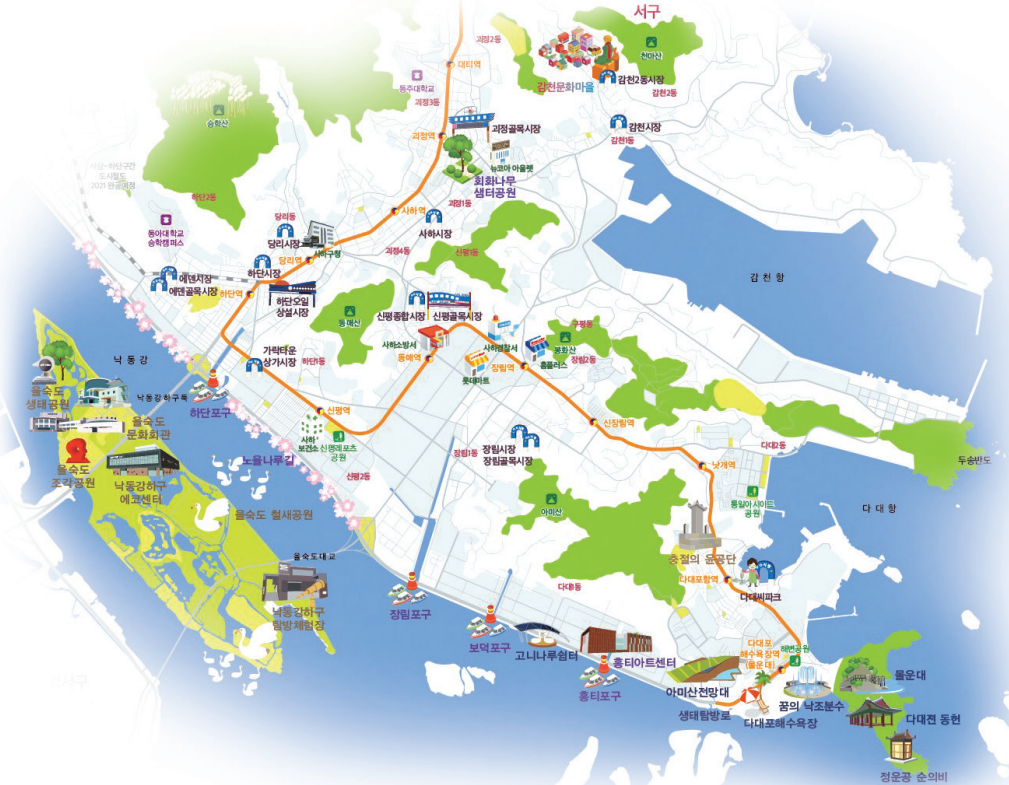 서구
괴정2동
천마산
대티역
감천2동시장
동주대학교
감천문화마을
감천2동
괴정3동
승학산
괴정골목시장
감천시장
괴정역
감천1동
뉴코아 아울렛
사상~하단구간
도시철도
2021 완공예정
회화나무
샘터공원
하단2동
괴정1동
사하역
당리동
사하시장
동아대학교
승학캠퍼스
당리시장
사하구청
괴정4동
신평1동
당리역
하단시장
감천항
에덴시장
에덴골목시장
하단역
하단오일
상설시장
신평종합시장
신평골목시장
동매산
구평동
사하소방서
사하경찰서
봉화산
가락타운
상가시장
하단1동
동매역
장림2동
낙동강
롯데마트
장림역
홈플러스
을숙도
생태공원
낙동강하구둑
하단포구
신평역
신장림역
을숙도
문화회관
사하
보건소
신평레포츠
공원
장림시장
장림골목시장
다대2동
을숙도
조각공원
노을나루길
장림1동
두송반도
낙동강하구
에코센터
신평2동
낫개역
통일아시아드
공원
아미산
을숙도 철새공원
다대항
을숙도대교
충절의 윤공단
다대포항역
다대씨파크
다대1동
낙동강하구
탐방체험장
장림포구
보덕포구
고니나루쉼터
홍티아트센터
다대포
해수욕장역
(몰운대)
해변공원
홍티포구
아미산전망대
몰운대
꿈의 낙조분수
생태탐방로
다대포해수욕장
다대진 동헌
정운공 순의비